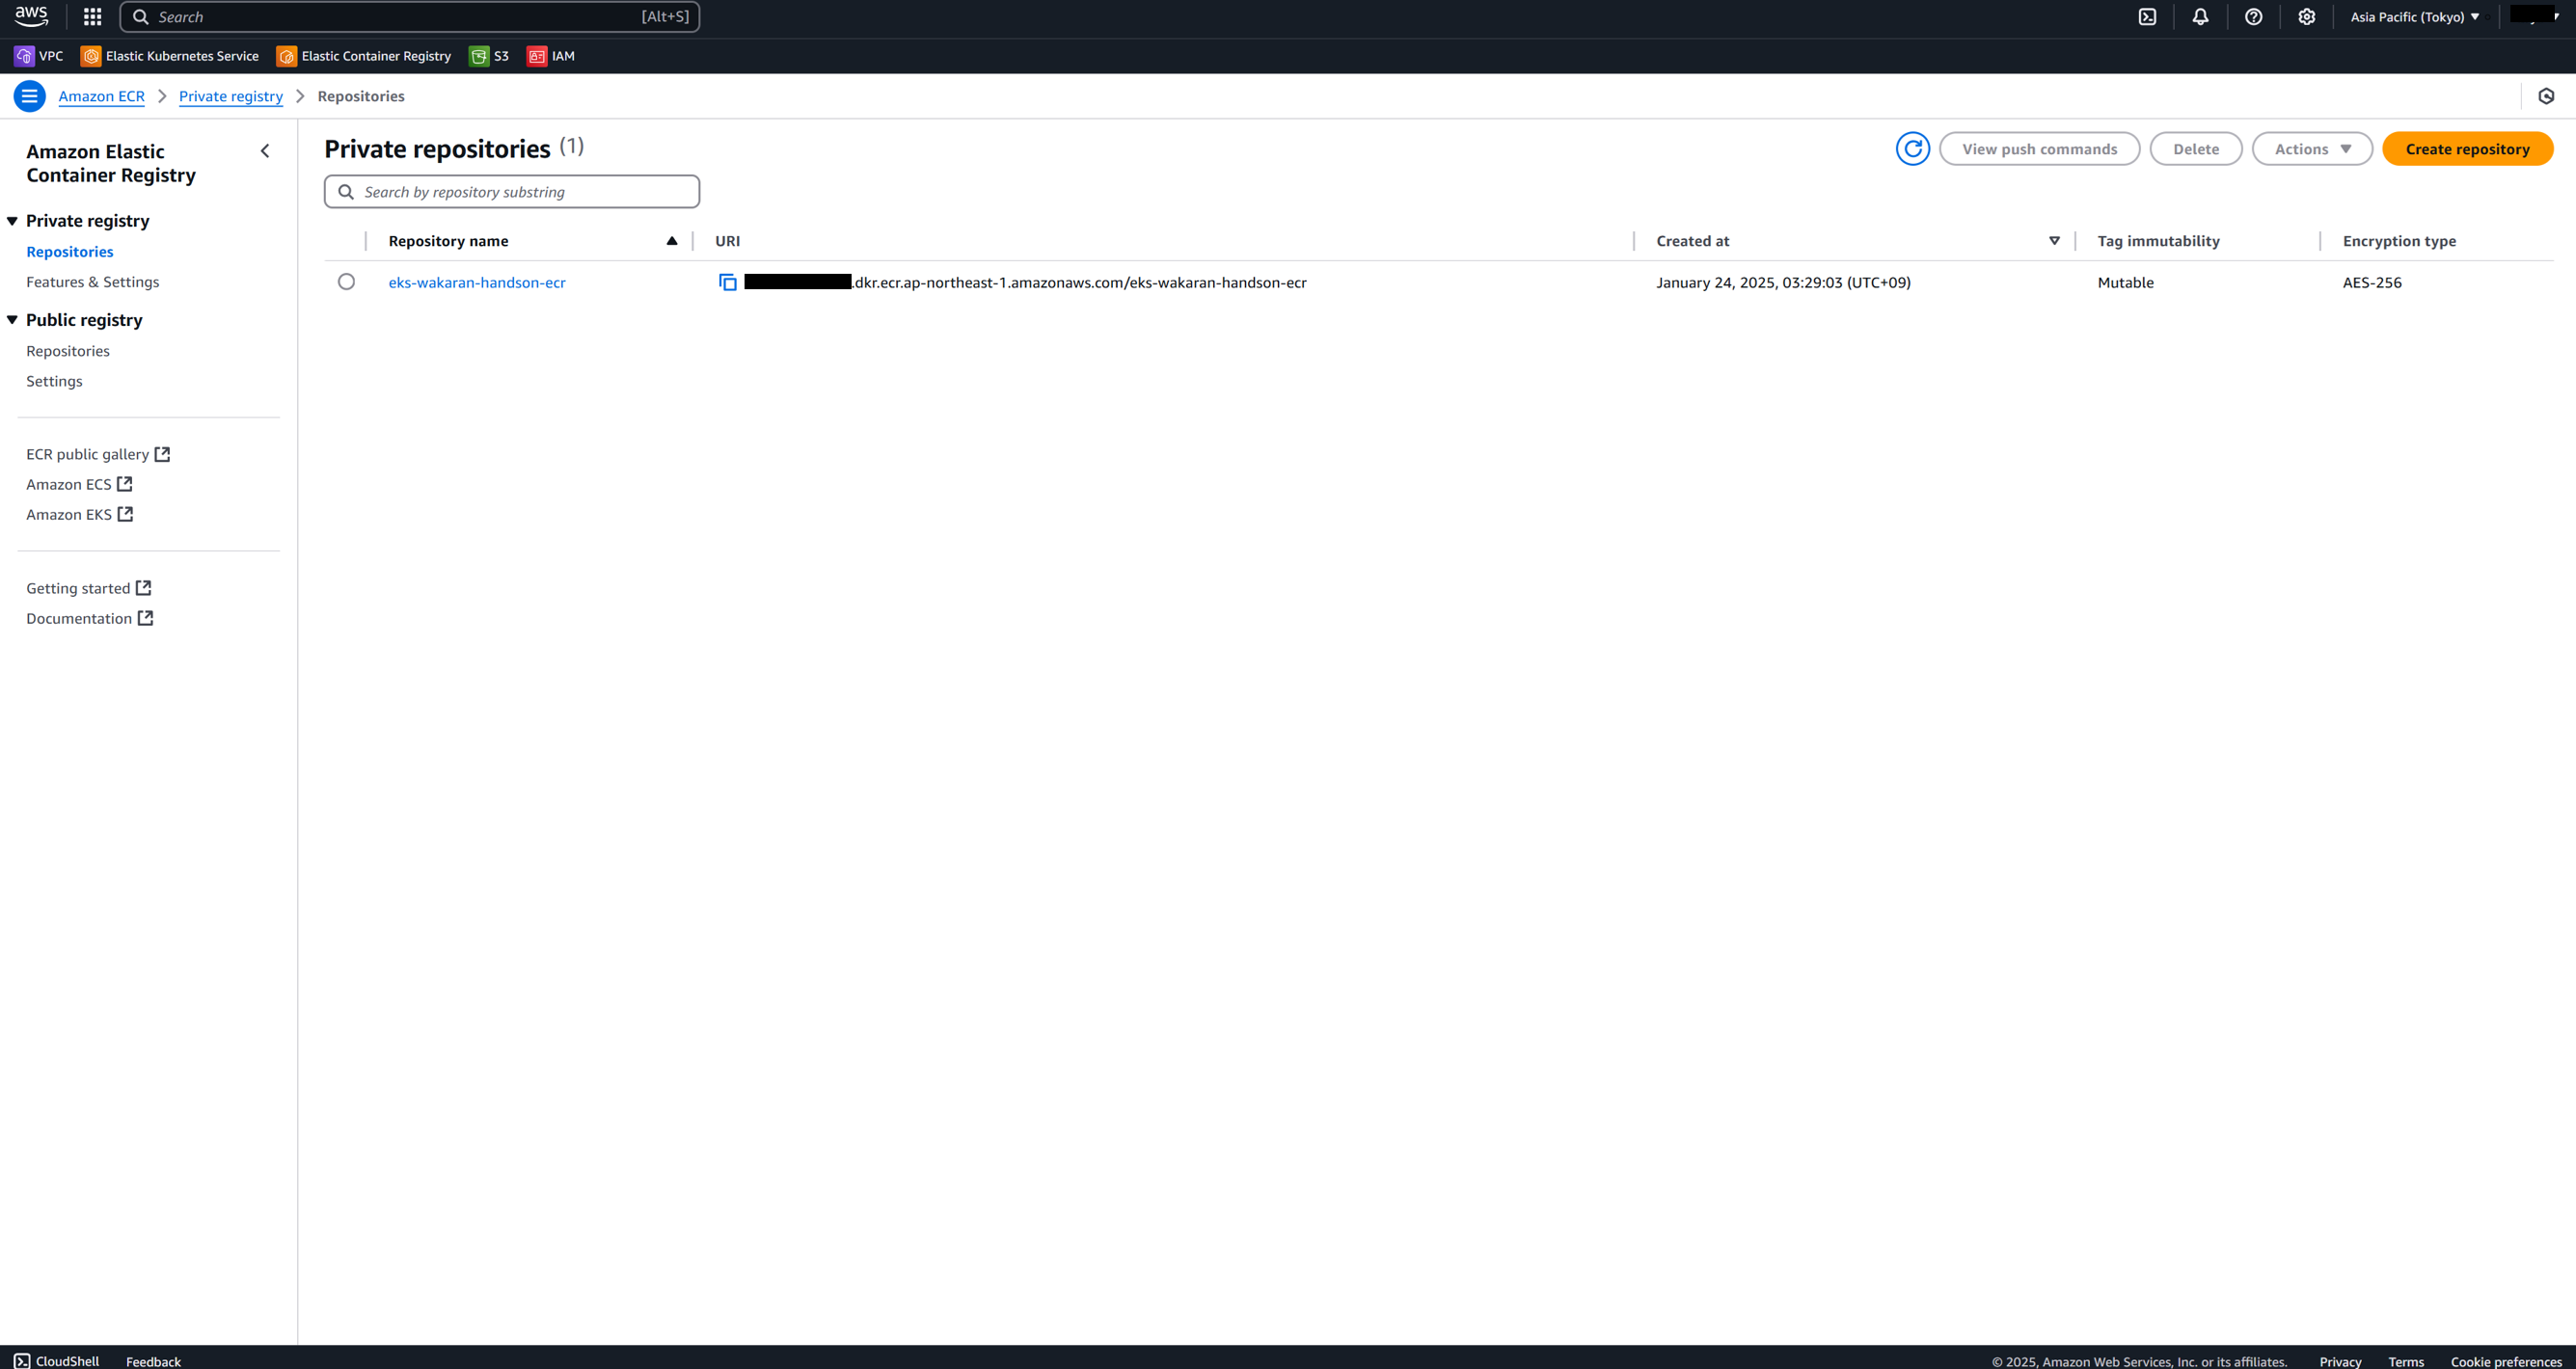 aws
Search [Alt+S]
Asia Pacific (Tokyo)
VPC Elastic Kubernetes Service Elastic Container Registry S3 IAM
Amazon ECR Private registry Repositories
Amazon Elastic
Container Registry
Private registry
Repositories
Features & Settings
Public registry
Repositories
Settings
ECR public gallery
Amazon ECS
Amazon EKS
Getting started
Documentation
Private repositories (1)
View push commands Delete Actions Create repository
Search by repository substring
Repository name URI Created at Tag immutability Encryption type
eks-wakaran-handson-ecr .dkr.ecr.ap-northeast-1.amazonaws.com/eks-wakaran-handson-ecr January 24, 2025, 03:29:03 (UTC+09) Mutable AES-256
CloudShell Feedback © 2025, Amazon Web Services, Inc. or its affiliates. Privacy Terms Cookie preferences